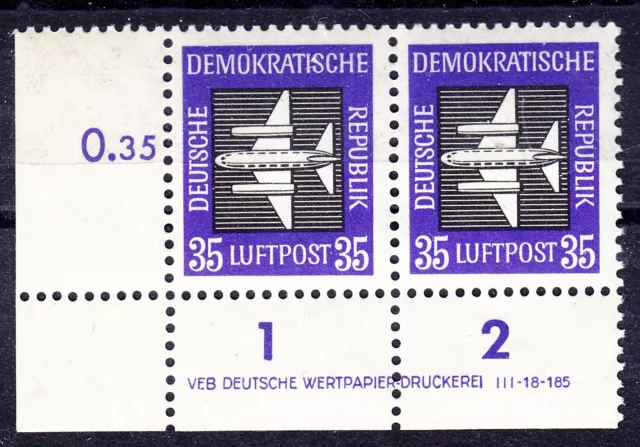 DEMOKRATISCHE
DEUTSCHE
REPUBLIK
35 LUFTPOST 35
DEMOKRATISCHE
DEUTSCHE
REPUBLIK
35 LUFTPOST 35
0.35
1
2
VEB DEUTSCHE WERTPAPIER-DRUCKEREI III-18-185